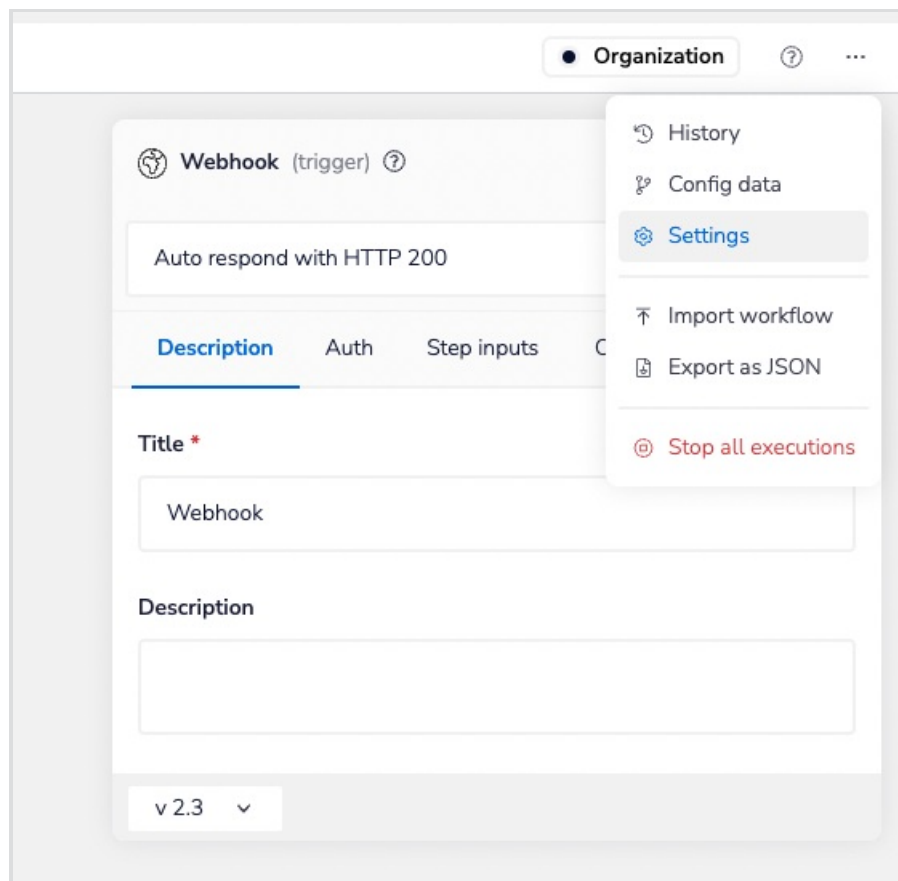 Organization
History
Webhook (trigger)
Config data
Settings
Auto respond with HTTP 200
Import workflow
Description Auth Step inputs
Export as JSON
Title *
Stop all executions
Webhook
Description
v 2.3